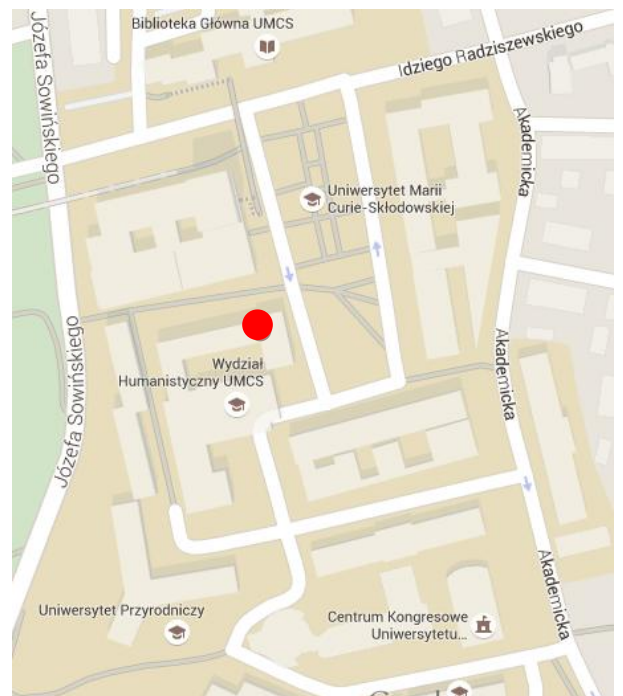 Biblioteka Główna UMCS
Idziego Radziszewskiego
Józefa Sowińskiego
Akademicka
Uniwersytet Marii
Curie-Skłodowskiej
Józefa Sowińskiego
Akademicka
Wydział
Humanistyczny UMCS
Akademicka
Uniwersytet Przyrodniczy
Centrum Kongresowe
Uniwersytetu...